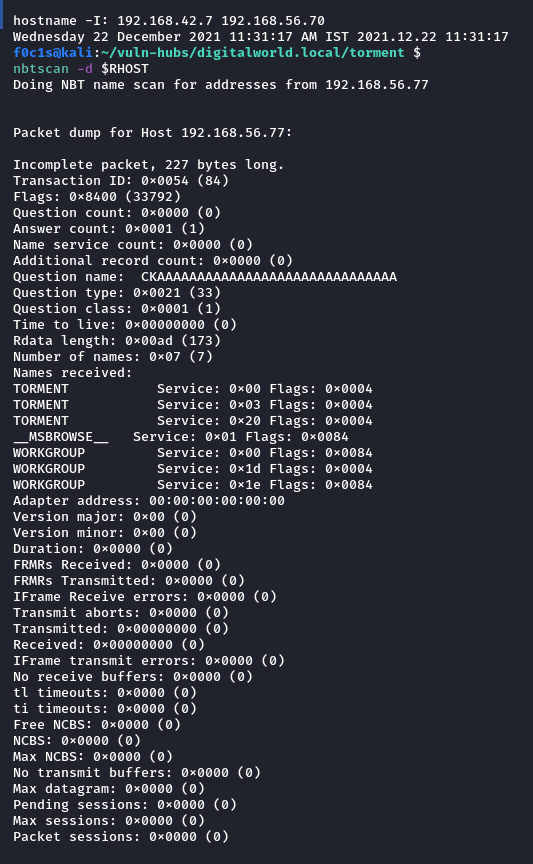 hostname -I: 192.168.42.7 192.168.56.70
Wednesday 22 December 2021 11:31:17 AM IST 2021.12.22 11:31:17
f0c1s@kali:~/vuln-hubs/digitalworld.local/torment $
nbtscan -d $RHOST
Doing NBT name scan for addresses from 192.168.56.77
Packet dump for Host 192.168.56.77:
Incomplete packet, 227 bytes long.
Transaction ID: 0×0054 (84)
Flags: 0×8400 (33792)
Question count: 0×0000 (0)
Answer count: 0×0001 (1)
Name service count: 0×0000 (0)
Additional record count: 0×0000 (0)
Question name:  CKAAAAAAAAAAAAAAAAAAAAAAAAAAAAAA
Question type: 0×0021 (33)
Question class: 0×0001 (1)
Time to live: 0×00000000 (0)
Rdata length: 0×00ad (173)
Number of names: 0×07 (7)
Names received:
TORMENT           Service: 0×00 Flags: 0×0004
TORMENT           Service: 0×03 Flags: 0×0004
TORMENT           Service: 0×20 Flags: 0×0004
__MSBROWSE__   Service: 0×01 Flags: 0×0084
WORKGROUP         Service: 0×00 Flags: 0×0084
WORKGROUP         Service: 0×1d Flags: 0×0004
WORKGROUP         Service: 0×1e Flags: 0×0084
Adapter address: 00:00:00:00:00:00
Version major: 0×00 (0)
Version minor: 0×00 (0)
Duration: 0×0000 (0)
FRMRs Received: 0×0000 (0)
FRMRs Transmitted: 0×0000 (0)
IFrame Receive errors: 0×0000 (0)
Transmit aborts: 0×0000 (0)
Transmitted: 0×00000000 (0)
Received: 0×00000000 (0)
IFrame transmit errors: 0×0000 (0)
No receive buffers: 0×0000 (0)
tl timeouts: 0×0000 (0)
ti timeouts: 0×0000 (0)
Free NCBS: 0×0000 (0)
NCBS: 0×0000 (0)
Max NCBS: 0×0000 (0)
No transmit buffers: 0×0000 (0)
Max datagram: 0×0000 (0)
Pending sessions: 0×0000 (0)
Max sessions: 0×0000 (0)
Packet sessions: 0×0000 (0)